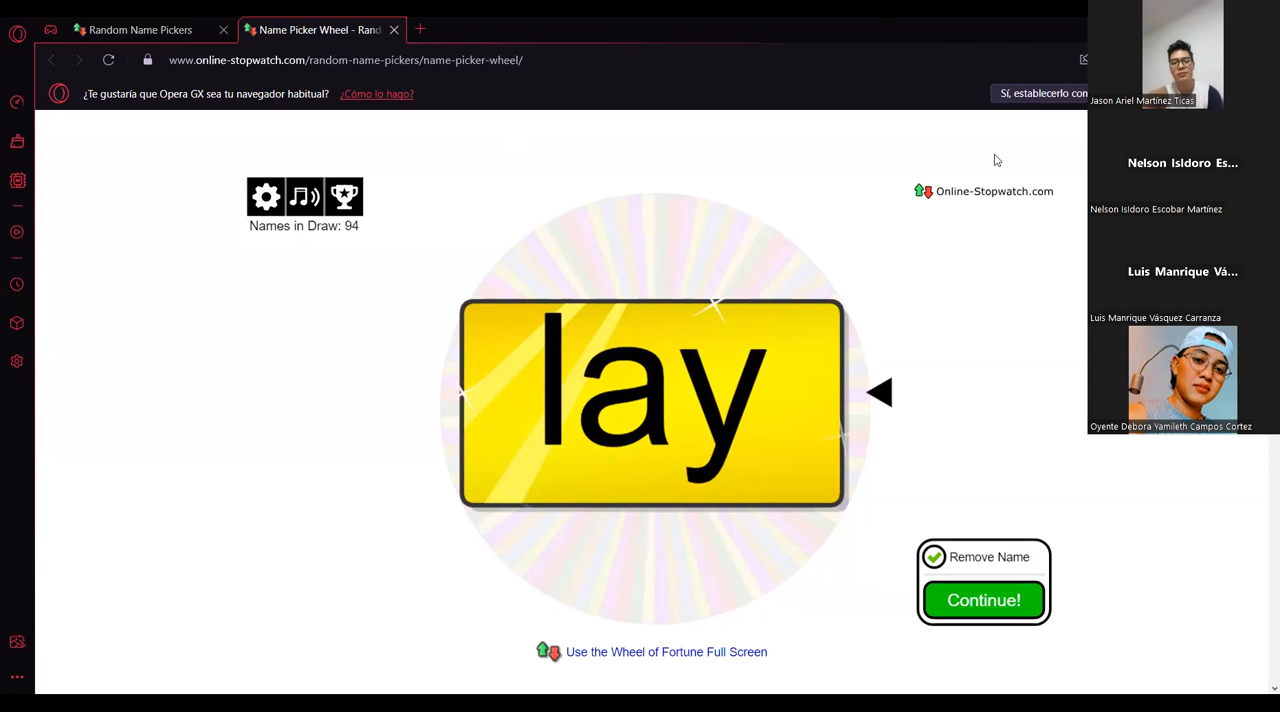 Random Name Pickers
Name Picker Wheel - Rand
www.online-stopwatch.com/random-name-pickers/name-picker-wheel/
¿Te gustaría que Opera GX sea tu navegador habitual? ¿Cómo lo hago?
Sí, establecerlo com
Names in Draw: 94
Online-Stopwatch.com
lay
Remove Name
Continue!
Use the Wheel of Fortune Full Screen
Jason Ariel Martínez Ticas
Nelson Isldoro Es...
Nelson Isldoro Escobar Martínez
Luis Manrique Vá...
Luis Manrique Vásquez Carranza
Oyente Debora Yamileth Campos Cortez